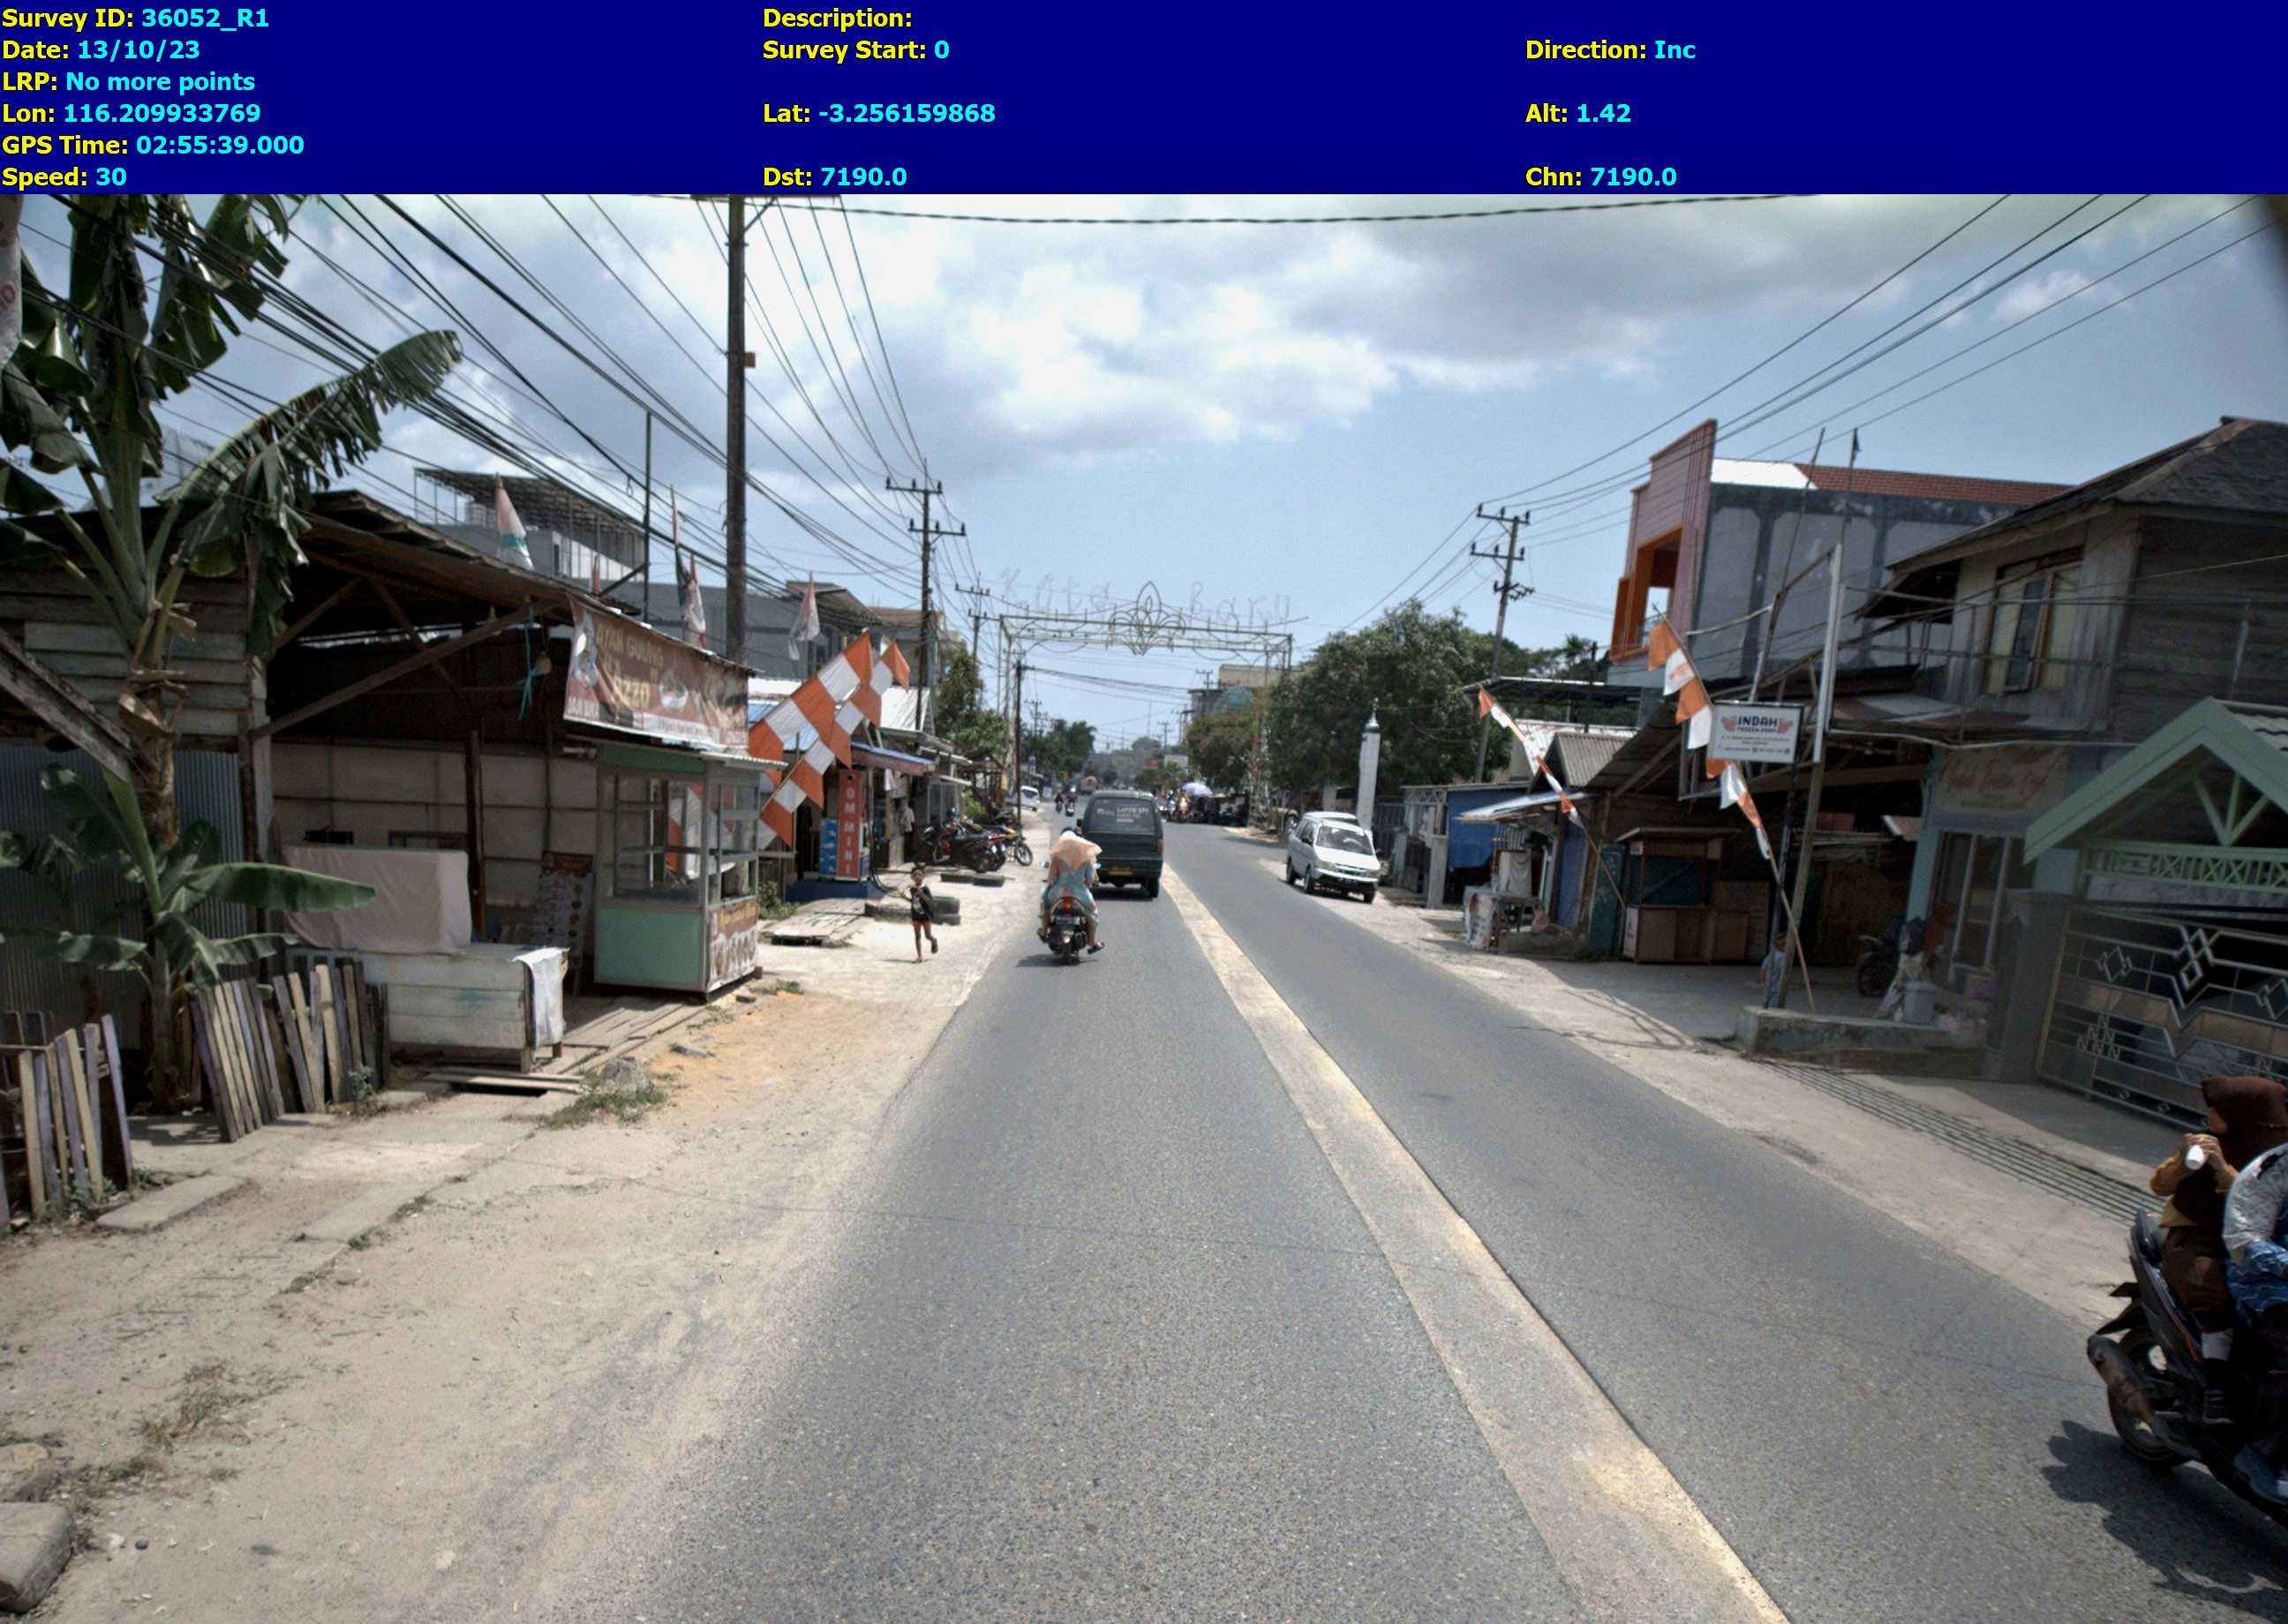 Survey ID: 36052_R1
Description:
Date: 13/10/23
Survey Start: 0
Direction: Inc
LRP: No more points
Lon: 116.209933769
Lat: -3.256159868
Alt: 1.42
GPS Time: 02:55:39.000
Speed: 30
Dst: 7190.0
Chn: 7190.0
Kota Baru
INDAH
FROZEN FOOD